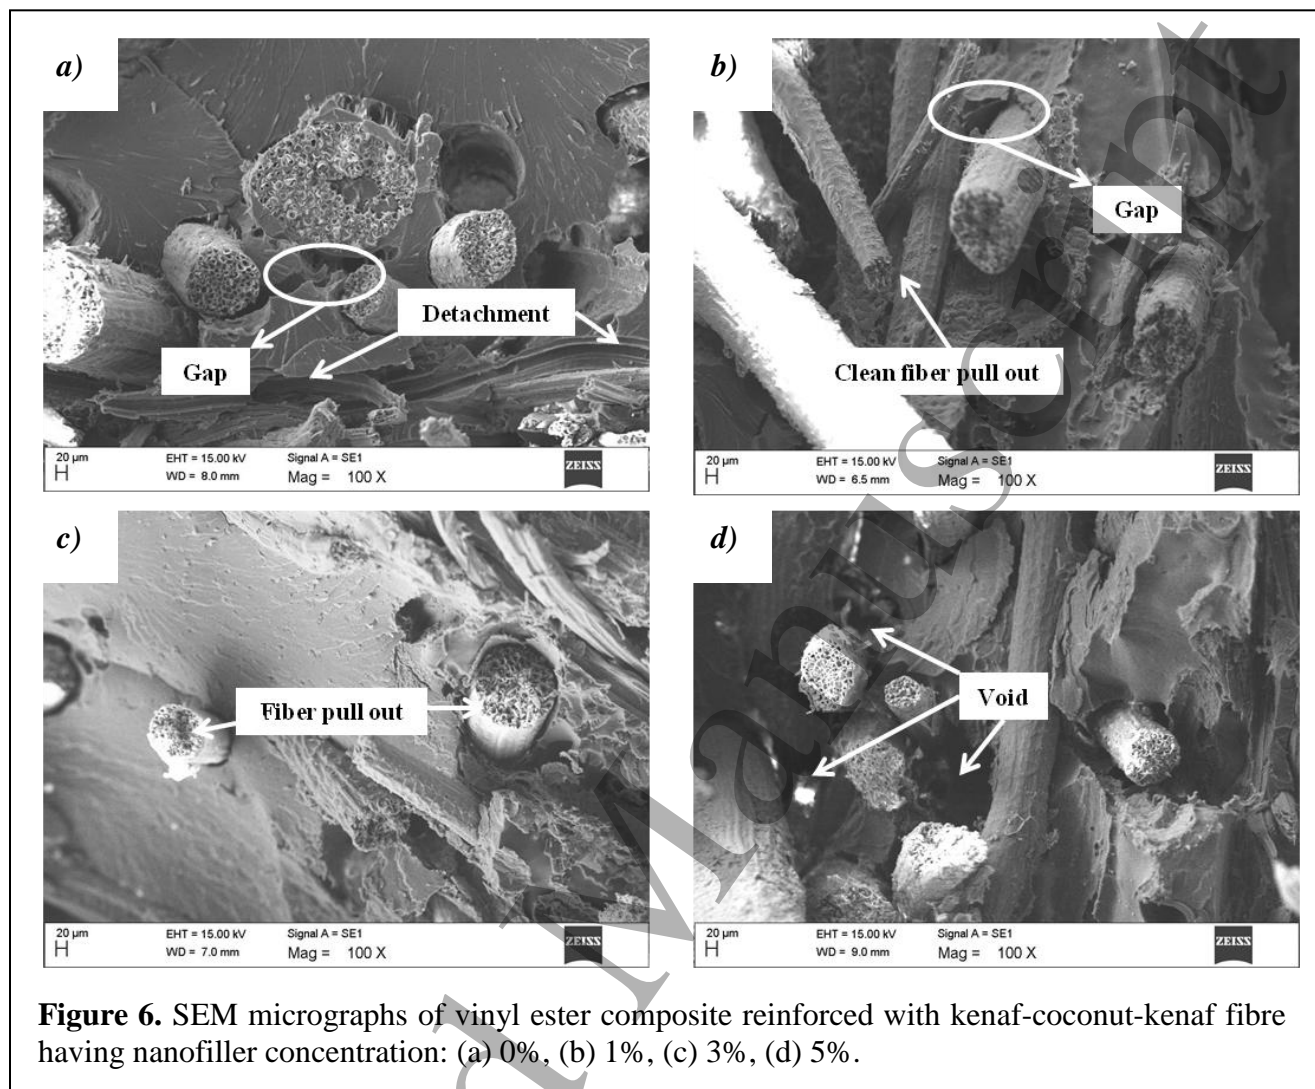 a)
Detachment
Gap
20 µm
H
EHT = 15.00 kV
WD = 8.0 mm
Signal A = SE1
Mag = 100 X
ZEISS
b)
Gap
Clean fiber pull out
20 µm
H
EHT = 15.00 kV
WD = 6.5 mm
Signal A = SE1
Mag = 100 X
ZEISS
c)
Fiber pull out
20 µm
H
EHT = 15.00 kV
WD = 7.0 mm
Signal A = SE1
Mag = 100 X
ZEISS
d)
Void
20 µm
H
EHT = 15.00 kV
WD = 9.0 mm
Signal A = SE1
Mag = 100 X
ZEISS
Figure 6. SEM micrographs of vinyl ester composite reinforced with kenaf-coconut-kenaf fibre
having nanofiller concentration: (a) 0%, (b) 1%, (c) 3%, (d) 5%.
d Manuscript